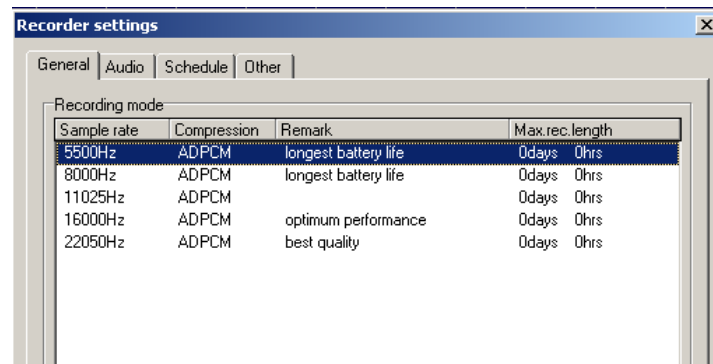 Recorder settings
General Audio Schedule Other
Recording mode
Sample rate Compression Remark Max.rec.length
5500Hz ADPCM longest battery life 0days 0hrs
8000Hz ADPCM longest battery life 0days 0hrs
11025Hz ADPCM 0days 0hrs
16000Hz ADPCM optimum performance 0days 0hrs
22050Hz ADPCM best quality 0days 0hrs